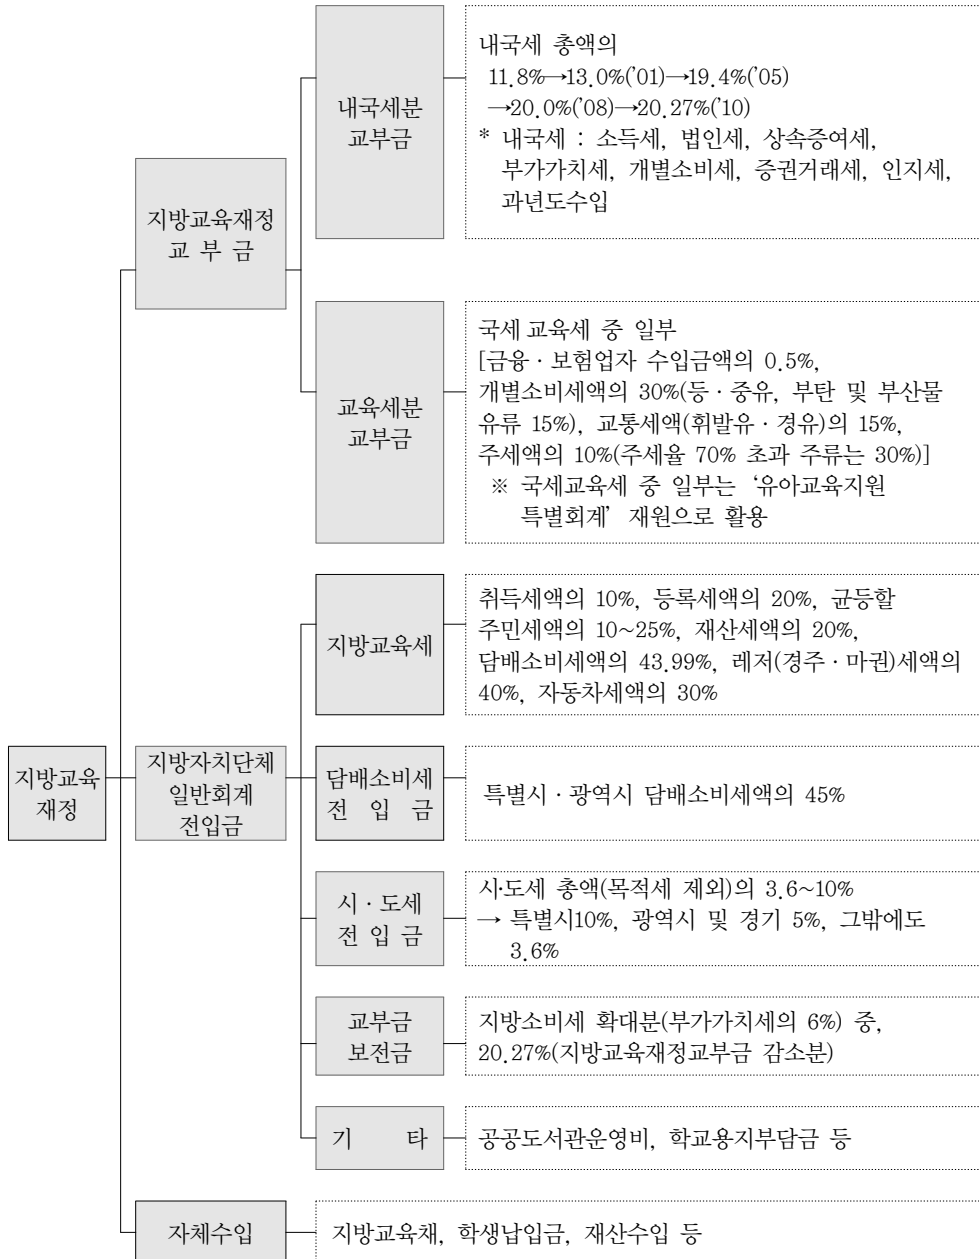 내국세 총액의
11.8%→13.0%('01)→19.4%('05)
→20.0%('08)→20.27%('10)
* 내국세 : 소득세, 법인세, 상속증여세,
부가가치세, 개별소비세, 증권거래세, 인지세,
과년도수입
내국세분
교부금
지방교육재정
교 부 금
국세 교육세 중 일부
[금융 · 보험업자 수입금액의 0.5%,
개별소비세액의 30%(등 · 중유, 부탄 및 부산물
유류 15%), 교통세액(휘발유 · 경유)의 15%,
주세액의 10%(주세율 70% 초과 주류는 30%)]
※ 국세교육세 중 일부는 ‘유아교육지원
특별회계’ 재원으로 활용
교육세분
교부금
지방교육세
취득세액의 10%, 등록세액의 20%, 균등할
주민세액의 10~25%, 재산세액의 20%,
담배소비세액의 43.99%, 레저(경주 · 마권)세액의
40%, 자동차세액의 30%
지방교육
재정
지방자치단체
일반회계
전입금
담배소비세
전 입 금
특별시 · 광역시 담배소비세액의 45%
시 · 도세
전 입 금
시·도세 총액(목적세 제외)의 3.6~10%
→ 특별시10%, 광역시 및 경기 5%, 그밖에도
3.6%
교부금
보전금
지방소비세 확대분(부가가치세의 6%) 중,
20.27%(지방교육재정교부금 감소분)
기 타
공공도서관운영비, 학교용지부담금 등
자체수입
지방교육채, 학생납입금, 재산수입 등